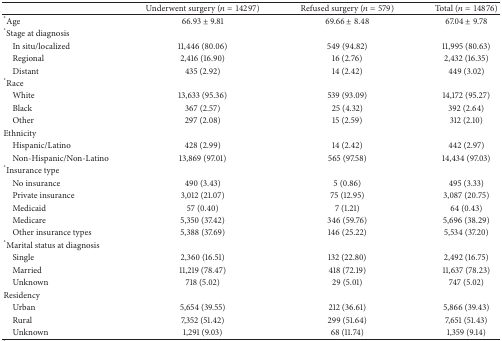 Underwent surgery (n = 14297) Refused surgery (n = 579) Total (n = 14876)
*Age 66.93 ± 9.81 69.66 ± 8.48 67.04 ± 9.78
*Stage at diagnosis
In situ/localized 11,446 (80.06) 549 (94.82) 11,995 (80.63)
Regional 2,416 (16.90) 16 (2.76) 2,432 (16.35)
Distant 435 (2.92) 14 (2.42) 449 (3.02)
*Race
White 13,633 (95.36) 539 (93.09) 14,172 (95.27)
Black 367 (2.57) 25 (4.32) 392 (2.64)
Other 297 (2.08) 15 (2.59) 312 (2.10)
Ethnicity
Hispanic/Latino 428 (2.99) 14 (2.42) 442 (2.97)
Non-Hispanic/Non-Latino 13,869 (97.01) 565 (97.58) 14,434 (97.03)
*Insurance type
No insurance 490 (3.43) 5 (0.86) 495 (3.33)
Private insurance 3,012 (21.07) 75 (12.95) 3,087 (20.75)
Medicaid 57 (0.40) 7 (1.21) 64 (0.43)
Medicare 5,350 (37.42) 346 (59.76) 5,696 (38.29)
Other insurance types 5,388 (37.69) 146 (25.22) 5,534 (37.20)
*Marital status at diagnosis
Single 2,360 (16.51) 132 (22.80) 2,492 (16.75)
Married 11,219 (78.47) 418 (72.19) 11,637 (78.23)
Unknown 718 (5.02) 29 (5.01) 747 (5.02)
Residency
Urban 5,654 (39.55) 212 (36.61) 5,866 (39.43)
Rural 7,352 (51.42) 299 (51.64) 7,651 (51.43)
Unknown 1,291 (9.03) 68 (11.74) 1,359 (9.14)